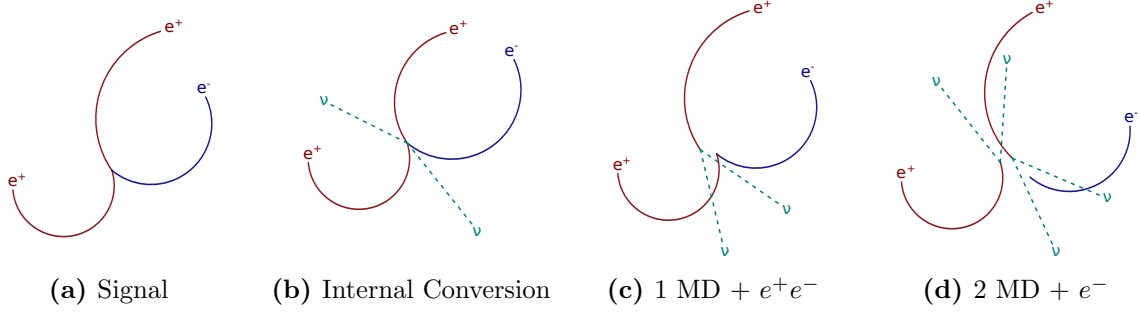 e⁺
e⁻
e⁺
(a) Signal
e⁺
e⁻
ν
e⁺
ν
(b) Internal Conversion
e⁺
e⁻
e⁺
ν
ν
(c) 1 MD + e⁺e⁻
e⁺
ν
ν
e⁻
e⁺
ν
ν
(d) 2 MD + e⁻